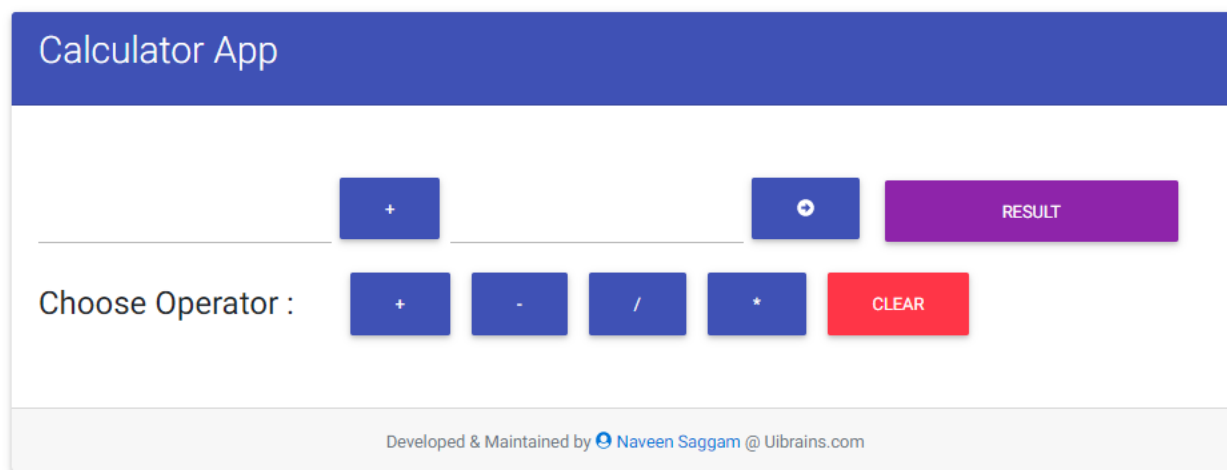 Calculator App
+ RESULT
Choose Operator : + - / * CLEAR
Developed & Maintained by Naveen Saggam @ Uibrains.com